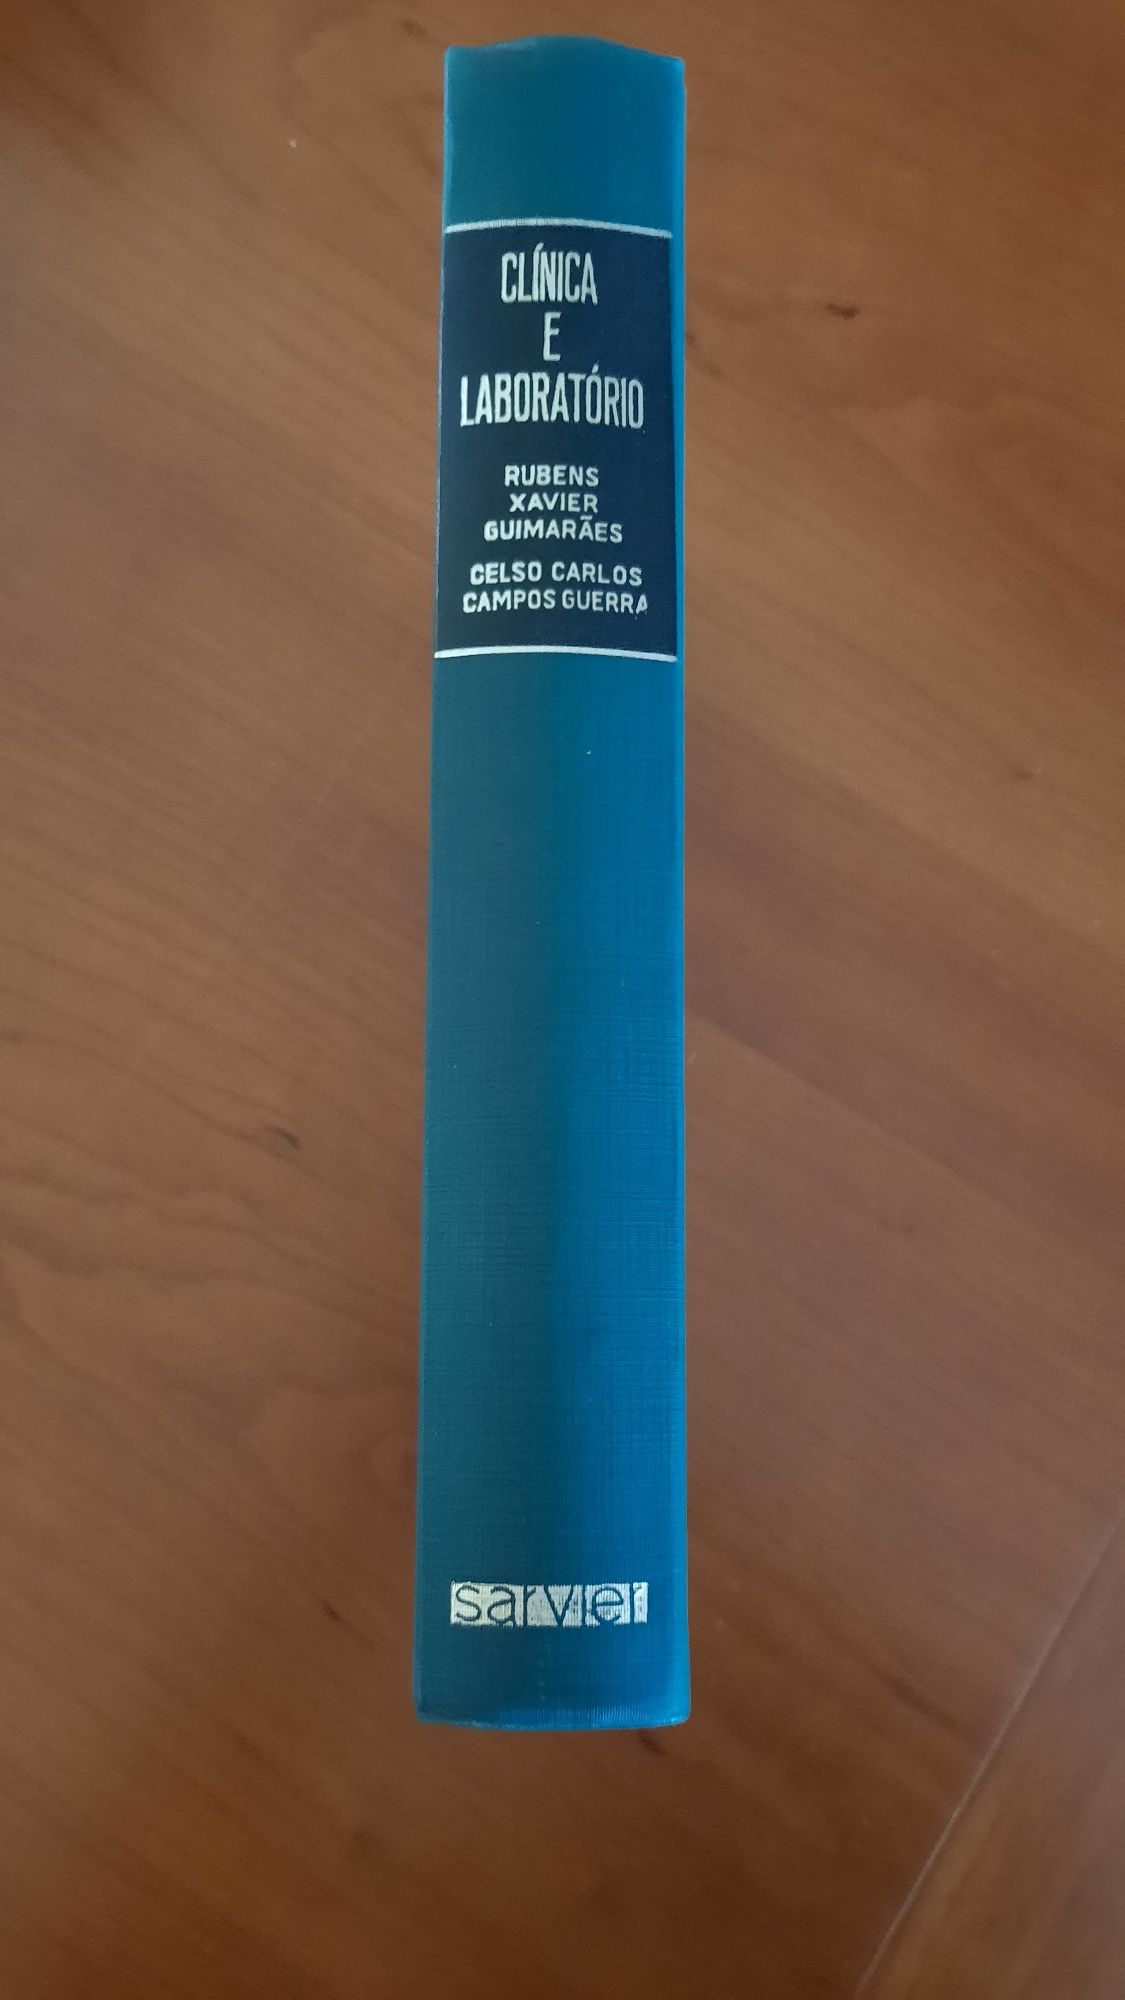 CLÍNICA
E
LABORATÓRIO
RUBENS
XAVIER
GUIMARÃES
CELSO CARLOS
CAMPOS GUERRA
sarvier